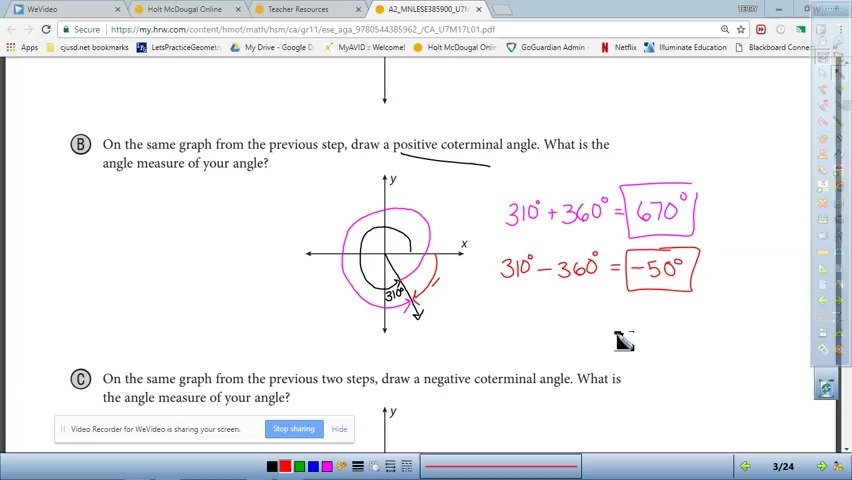 WeVideo
Holt McDougal Online
Teacher Resources
A2_MNLESE385900_U7M
TERRY
Secure
https://my.hrw.com/content/hmof/math/hsm/ca/gr11/ese_aga_9780544385962_/CA_U7M17L01.pdf
Apps
cjusd.net bookmarks
LetsPracticeGeometry
My Drive - Google D
MyAVID :: Welcome!
Holt McDougal Online
GoGuardian Admin
Netflix
Illuminate Education
Blackboard Connect
B On the same graph from the previous step, draw a positive coterminal angle. What is the
angle measure of your angle?
y
x
310°
310° + 360° = 670°
310° - 360° = -50°
C On the same graph from the previous two steps, draw a negative coterminal angle. What is
the angle measure of your angle?
y
Video Recorder for WeVideo is sharing your screen.
Stop sharing
Hide
3/24